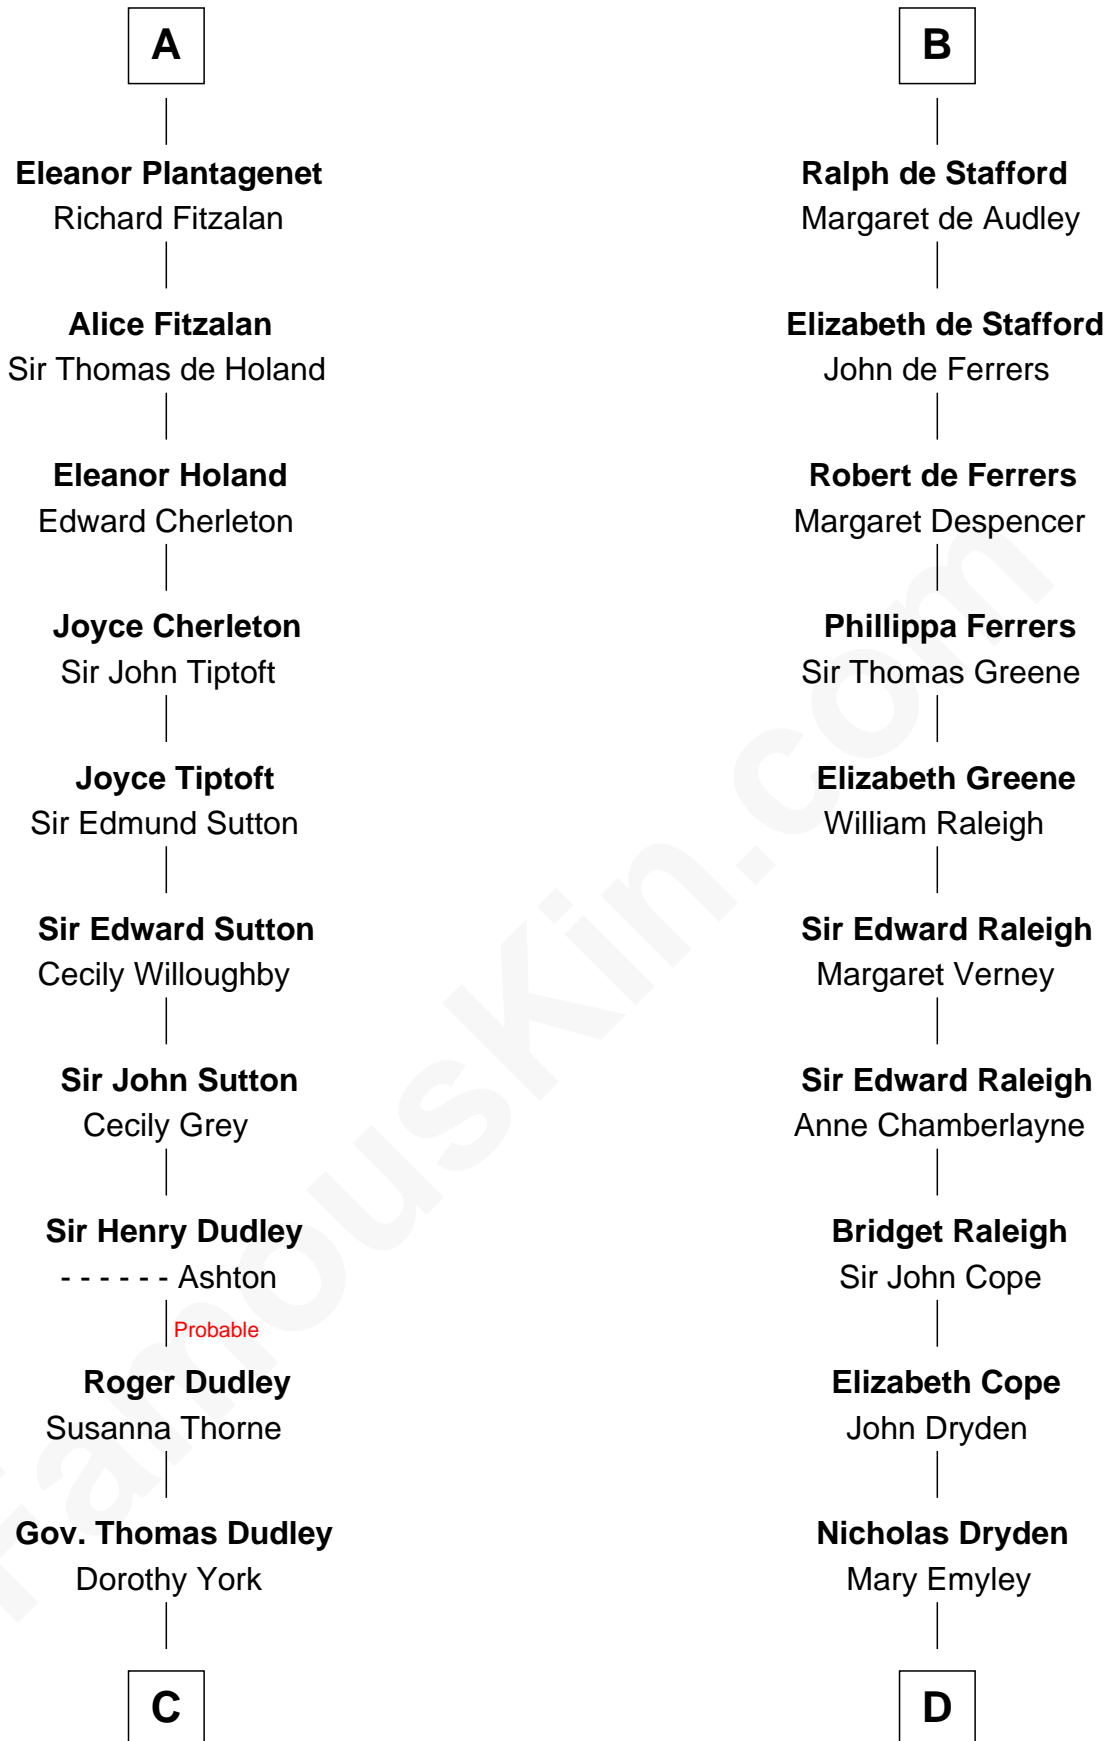 A
Eleanor Plantagenet
Richard Fitzalan
Alice Fitzalan
Sir Thomas de Holand
Eleanor Holand
Edward Cherleton
Joyce Cherleton
Sir John Tiptoft
Joyce Tiptoft
Sir Edmund Sutton
Sir Edward Sutton
Cecily Willoughby
Sir John Sutton
Cecily Grey
Sir Henry Dudley
- - - - - - Ashton
Probable
Roger Dudley
Susanna Thorne
Gov. Thomas Dudley
Dorothy York
C
B
Ralph de Stafford
Margaret de Audley
Elizabeth de Stafford
John de Ferrers
Robert de Ferrers
Margaret Despencer
Phillippa Ferrers
Sir Thomas Greene
Elizabeth Greene
William Raleigh
Sir Edward Raleigh
Margaret Verney
Sir Edward Raleigh
Anne Chamberlayne
Bridget Raleigh
Sir John Cope
Elizabeth Cope
John Dryden
Nicholas Dryden
Mary Emyley
D
FamousKin.com